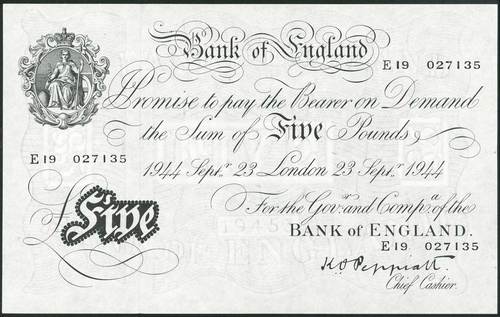 Bank of England
E19 027135
I Promise to pay the Bearer on Demand
the Sum of Five Pounds
E19 027135
1944 Septr 23 London 23 Septr 1944
For the Govr and Compa of the
BANK of ENGLAND.
E19 027135
£ Five
K O Peppiatt
Chief Cashier.